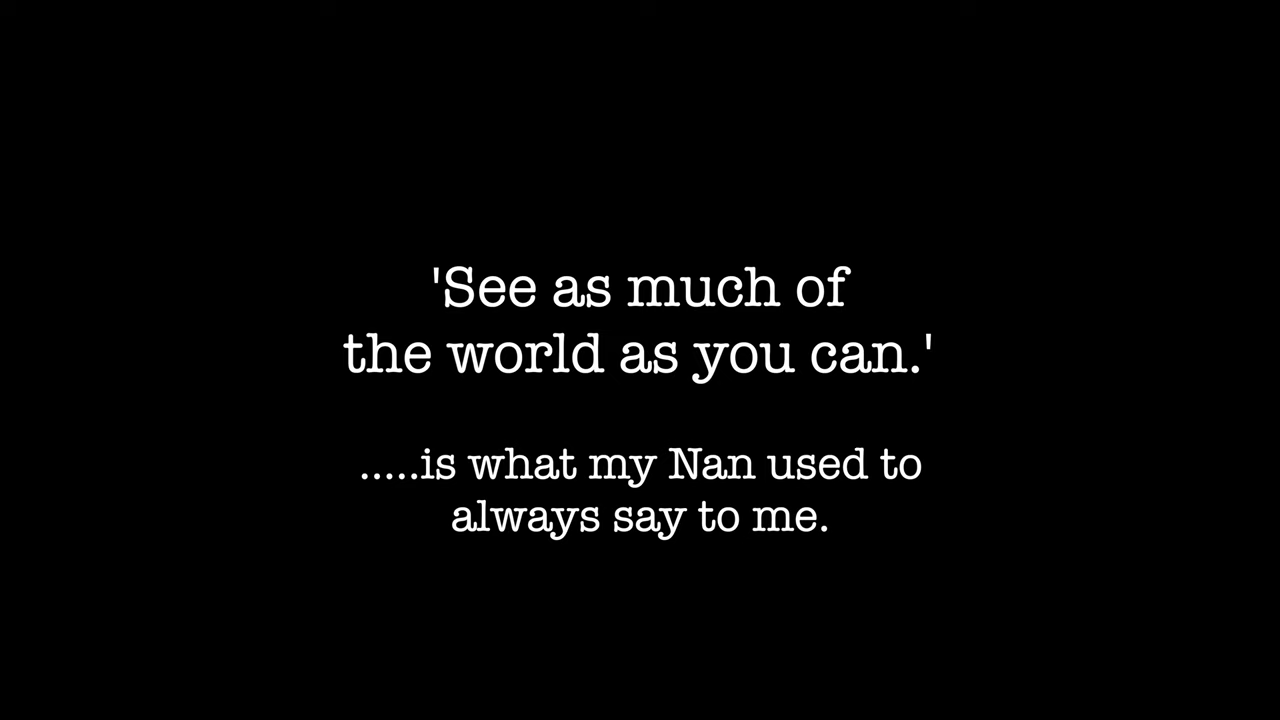 'See as much of
the world as you can.'
.....is what my Nan used to
always say to me.